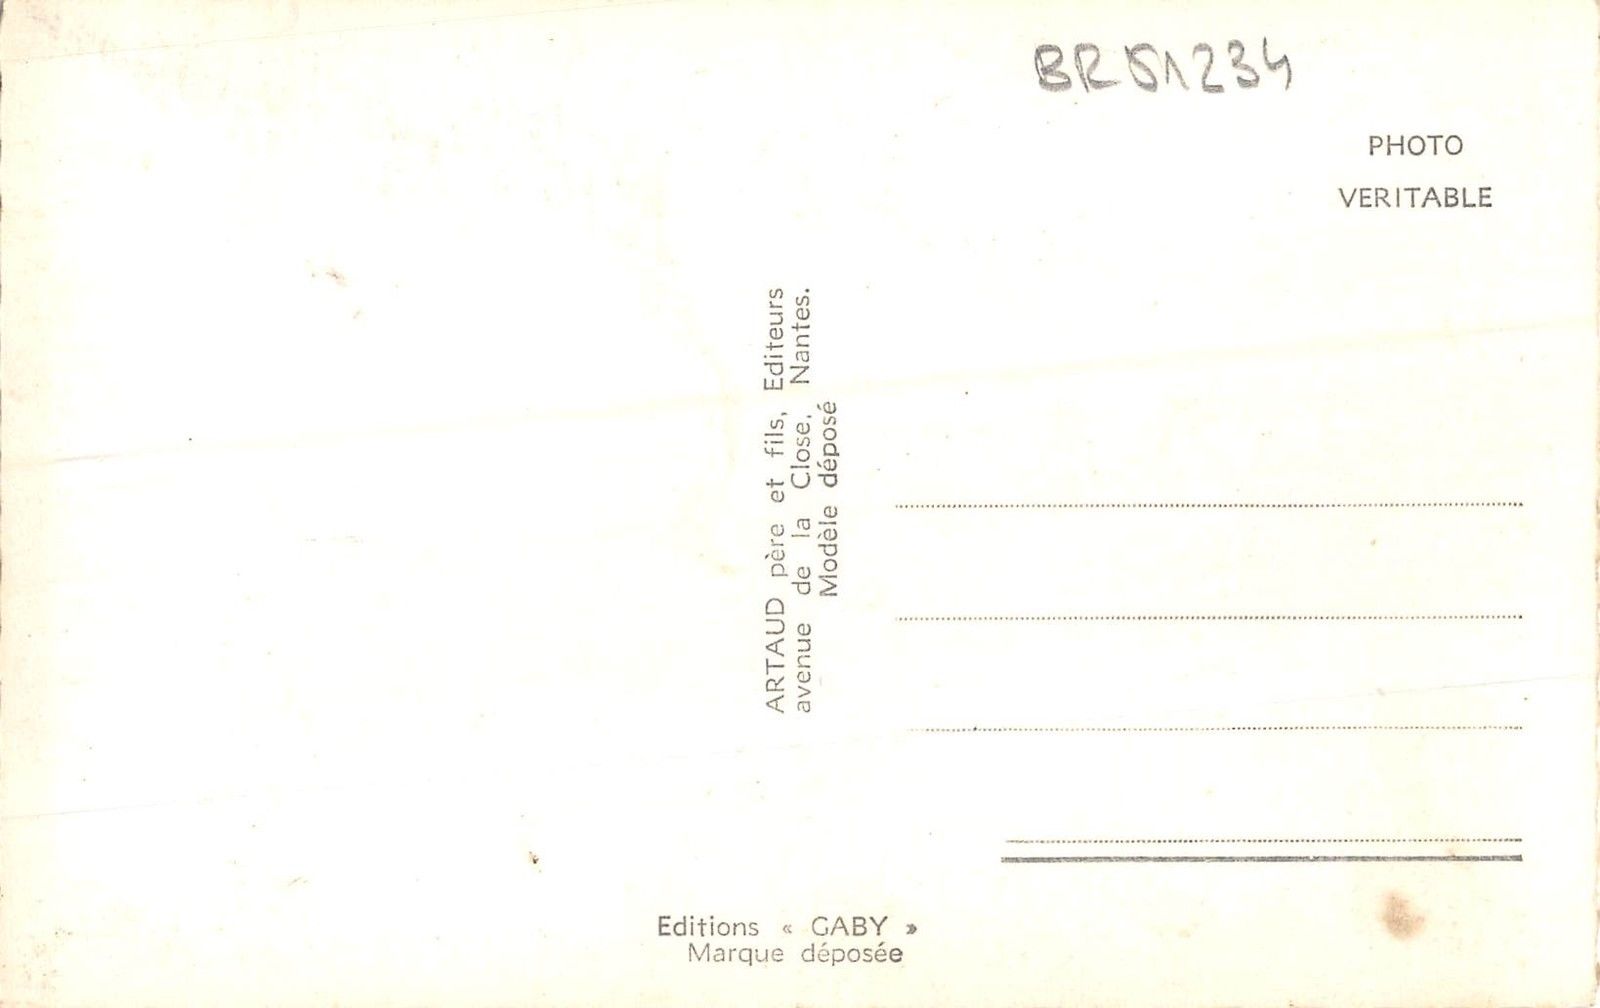 BR51234
PHOTO
VERITABLE
ARTAUD père et fils, Editeurs
avenue de la Close, Nantes.
Modèle déposé
Editions « GABY »
Marque déposée